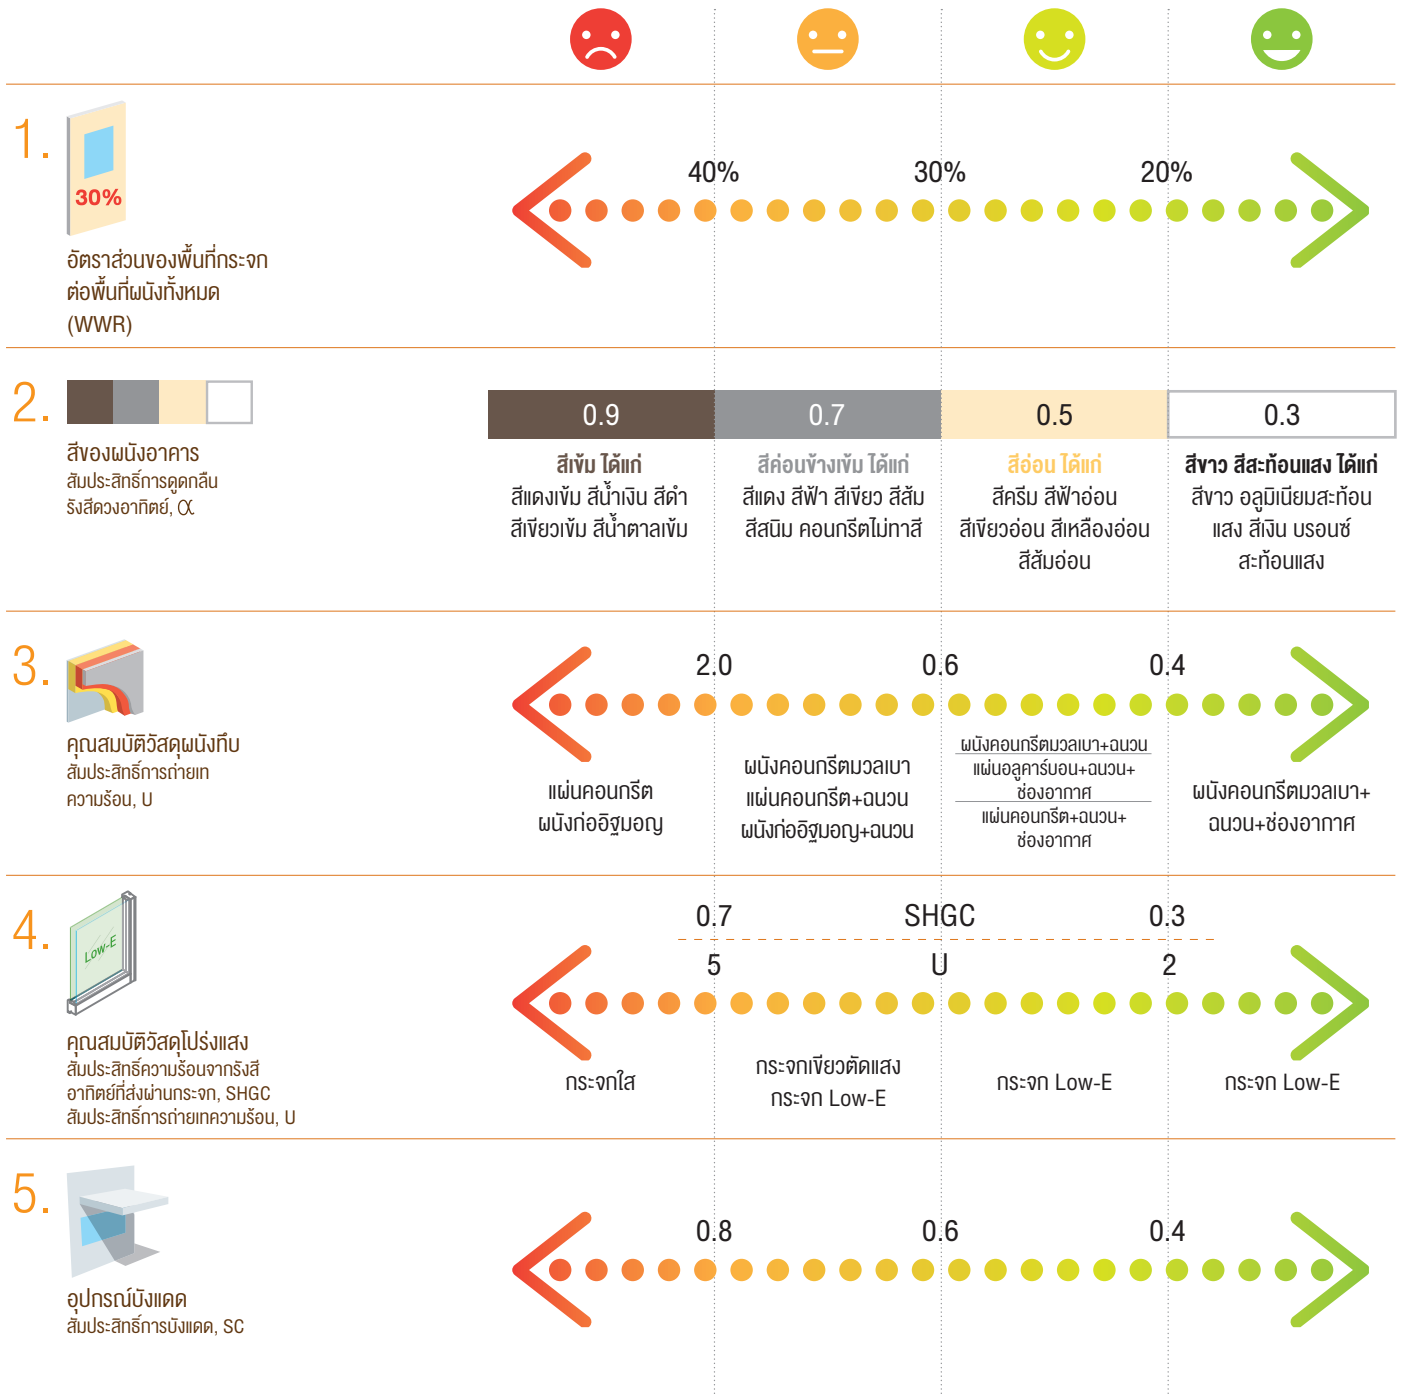 1.
30%
อัตราส่วนของพื้นที่กระจก
ต่อพื้นที่ผนังทั้งหมด
(WWR)
40% 30% 20%
2.
สีของผนังอาคาร
สัมประสิทธิ์การดูดกลืน
รังสีดวงอาทิตย์, α
0.9 0.7 0.5 0.3
สีเข้ม ได้แก่
สีแดงเข้ม สีน้ำเงิน สีดำ
สีเขียวเข้ม สีน้ำตาลเข้ม
สีค่อนข้างเข้ม ได้แก่
สีแดง สีฟ้า สีเขียว สีส้ม
สีสนิม คอนกรีตไม่ทาสี
สีอ่อน ได้แก่
สีครีม สีฟ้าอ่อน
สีเขียวอ่อน สีเหลืองอ่อน
สีส้มอ่อน
สีขาว สีสะท้อนแสง ได้แก่
สีขาว อลูมิเนียมสะท้อน
แสง สีเงิน บรอนซ์
สะท้อนแสง
3.
คุณสมบัติวัสดุผนังทึบ
สัมประสิทธิ์การถ่ายเท
ความร้อน, U
2.0 0.6 0.4
แผ่นคอนกรีต
ผนังก่ออิฐมอญ
ผนังคอนกรีตมวลเบา
แผ่นคอนกรีต+ฉนวน
ผนังก่ออิฐมอญ+ฉนวน
ผนังคอนกรีตมวลเบา+ฉนวน
แผ่นอลูคาร์บอน+ฉนวน+
ช่องอากาศ
แผ่นคอนกรีต+ฉนวน+
ช่องอากาศ
ผนังคอนกรีตมวลเบา+
ฉนวน+ช่องอากาศ
4.
Low-E
คุณสมบัติวัสดุโปร่งแสง
สัมประสิทธิ์ความร้อนจากรังสี
อาทิตย์ที่ส่งผ่านกระจก, SHGC
สัมประสิทธิ์การถ่ายเทความร้อน, U
0.7 SHGC 0.3
5 U 2
กระจกใส
กระจกเขียวตัดแสง
กระจก Low-E
กระจก Low-E
กระจก Low-E
5.
อุปกรณ์บังแดด
สัมประสิทธิ์การบังแดด, SC
0.8 0.6 0.4